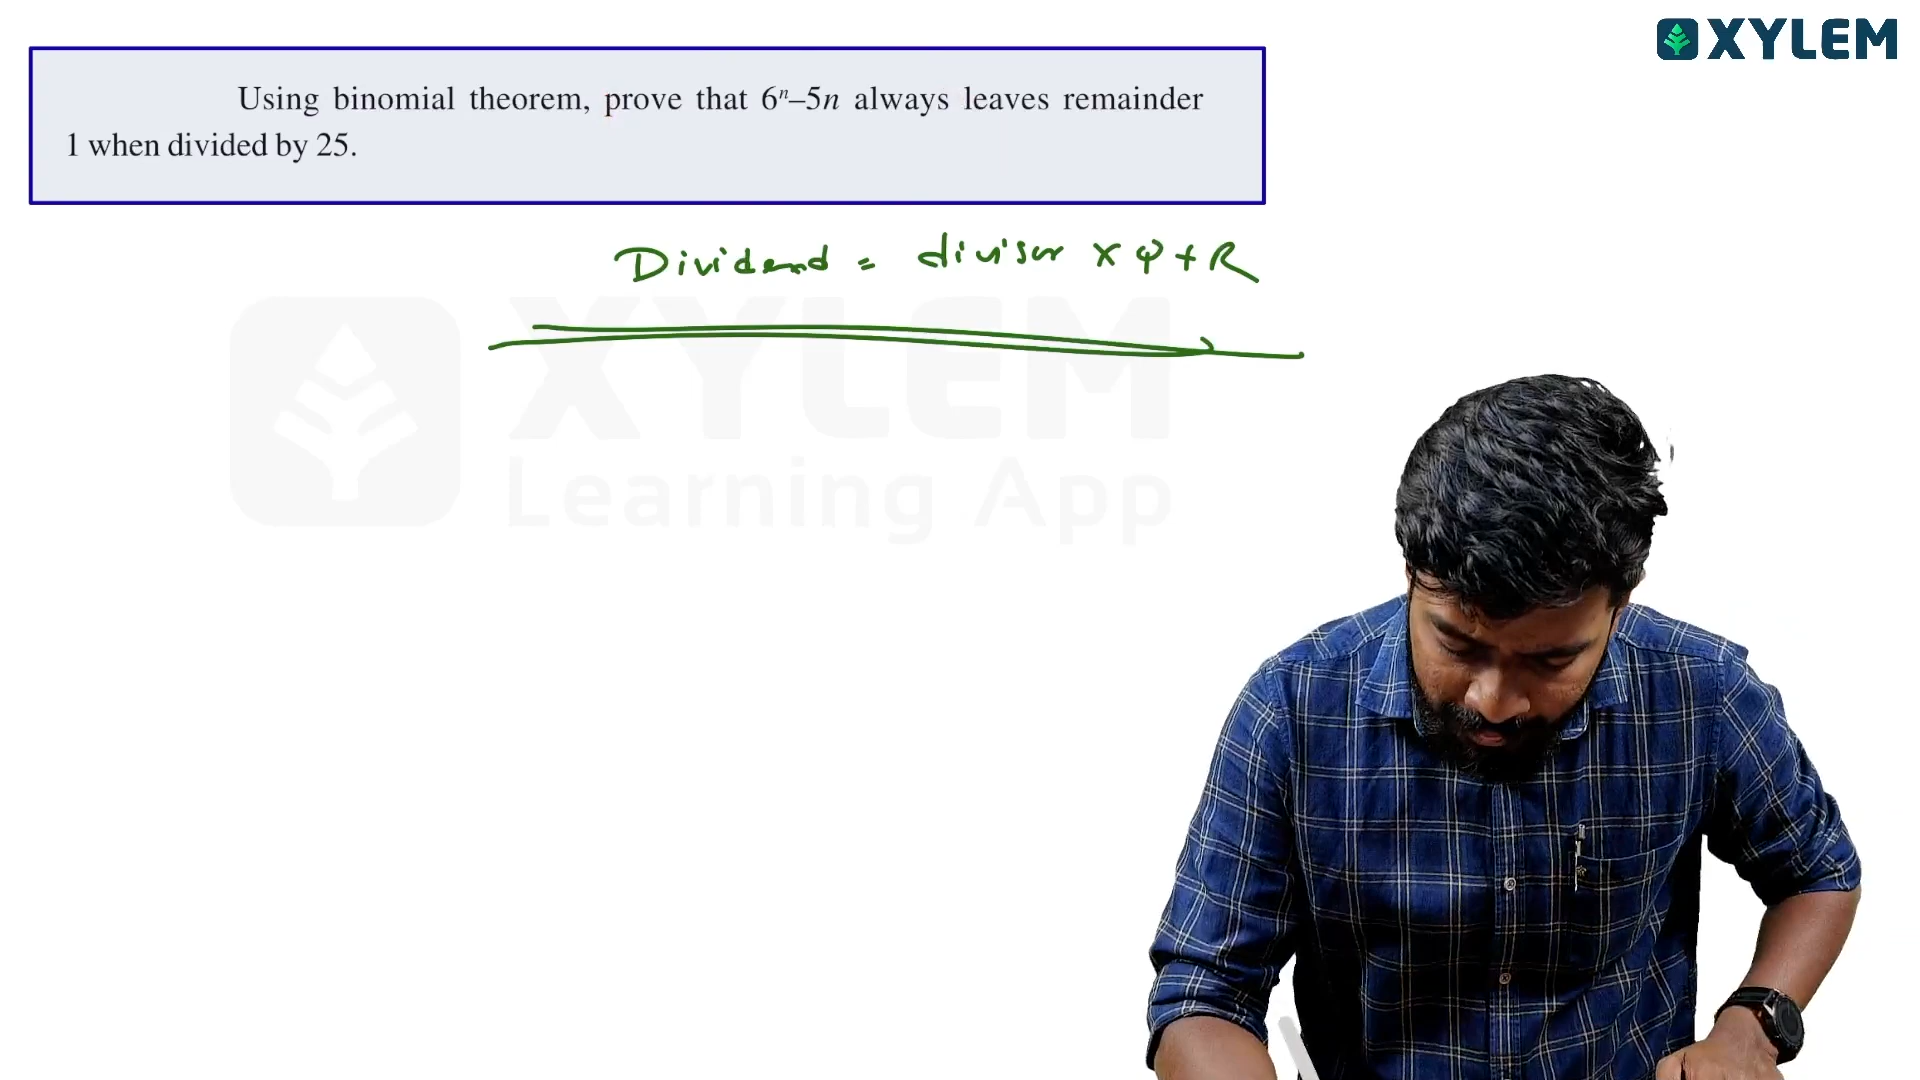 XYLEM
Using binomial theorem, prove that 6ⁿ–5n always leaves remainder
1 when divided by 25.
Dividend = divisor × Q + R
XYLEM
Learning App